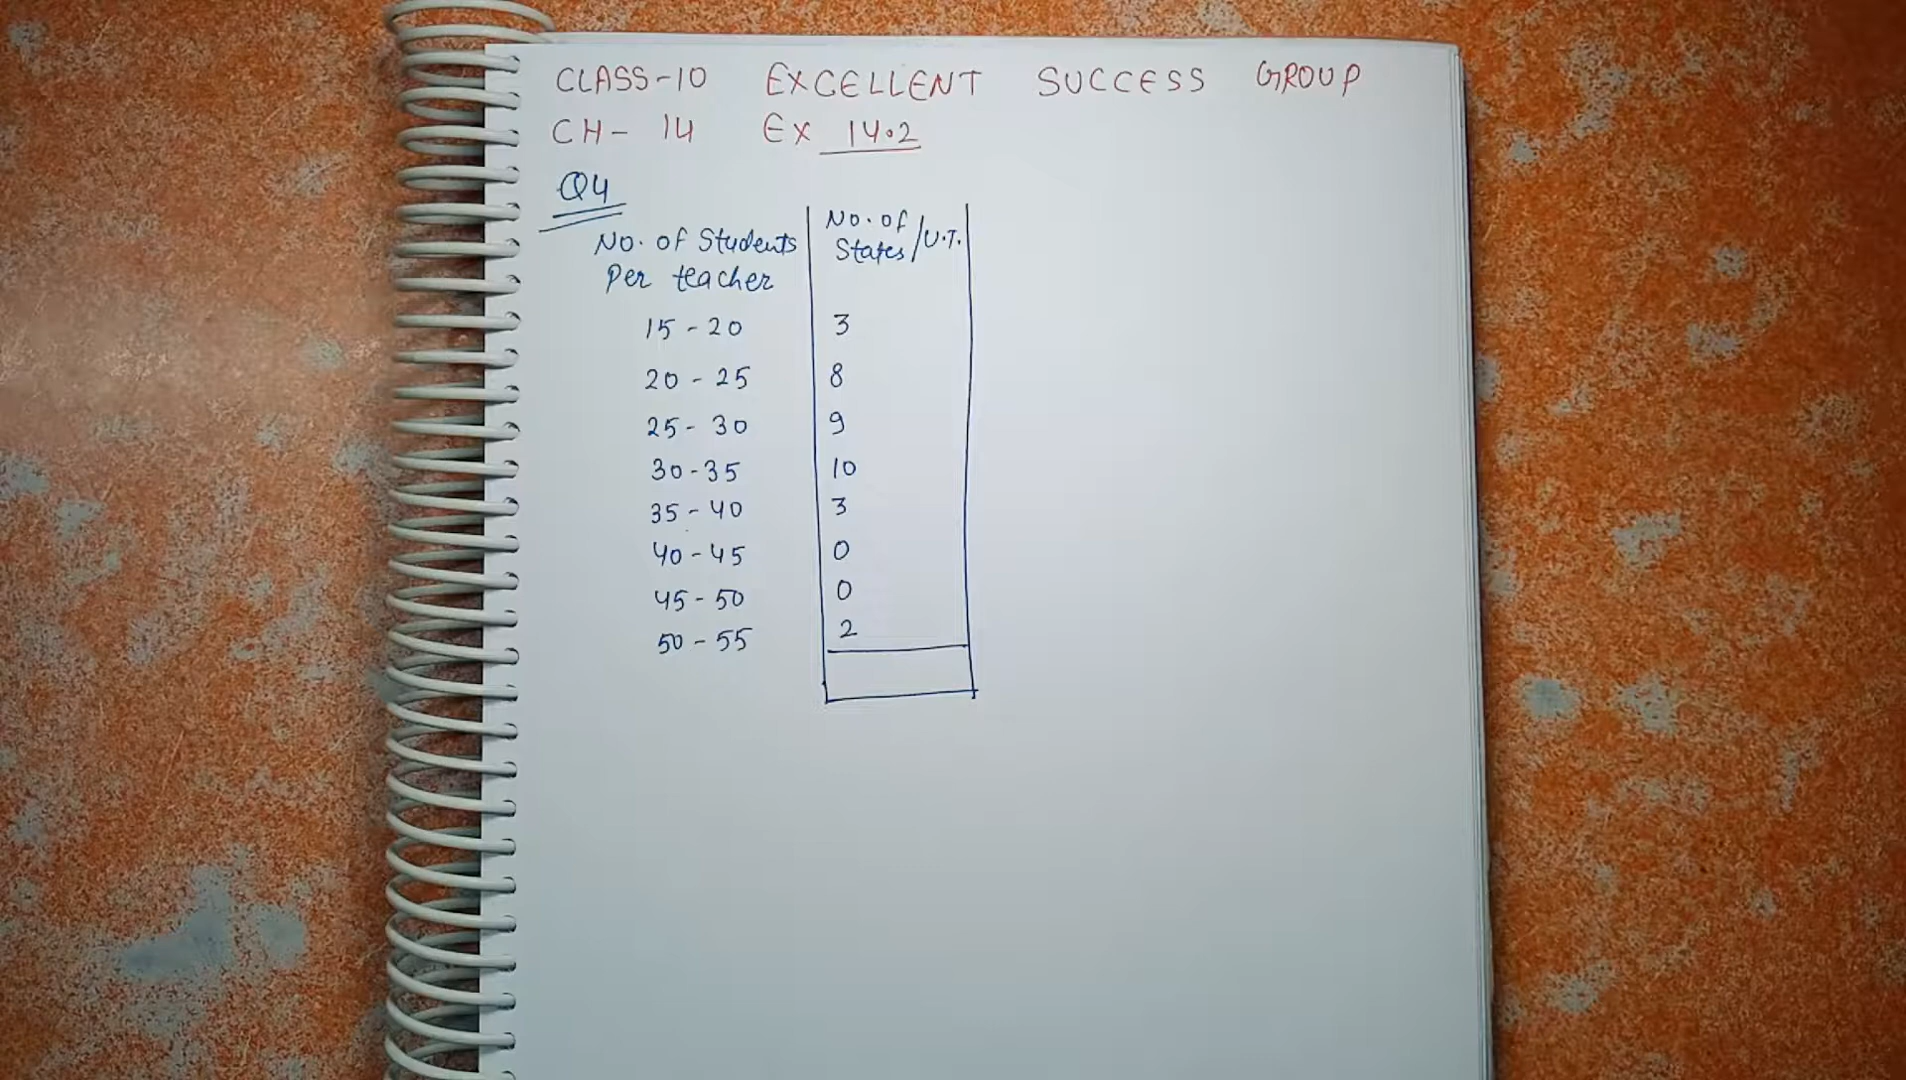 CLASS-10 EXCELLENT SUCCESS GROUP
CH- 14 EX 14.2
Q4
No. of Students Per teacher | No. of States/U.T.
15 - 20 | 3
20 - 25 | 8
25 - 30 | 9
30 - 35 | 10
35 - 40 | 3
40 - 45 | 0
45 - 50 | 0
50 - 55 | 2